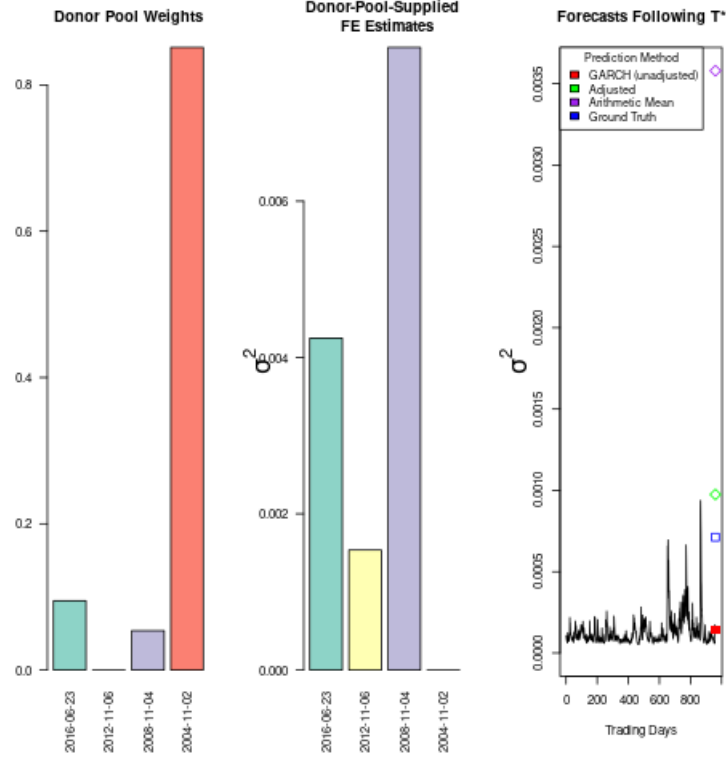 Donor Pool Weights
0.8
0.6
0.4
0.2
0.0
2016-06-23
2012-11-06
2008-11-04
2004-11-02
Donor-Pool-Supplied
FE Estimates
σ2
0.006
0.004
0.002
0.000
2016-06-23
2012-11-06
2008-11-04
2004-11-02
Forecasts Following T*
Prediction Method
GARCH (unadjusted)
Adjusted
Arithmetic Mean
Ground Truth
σ2
0.0035
0.0030
0.0025
0.0020
0.0015
0.0010
0.0005
0.0000
0 200 400 600 800
Trading Days